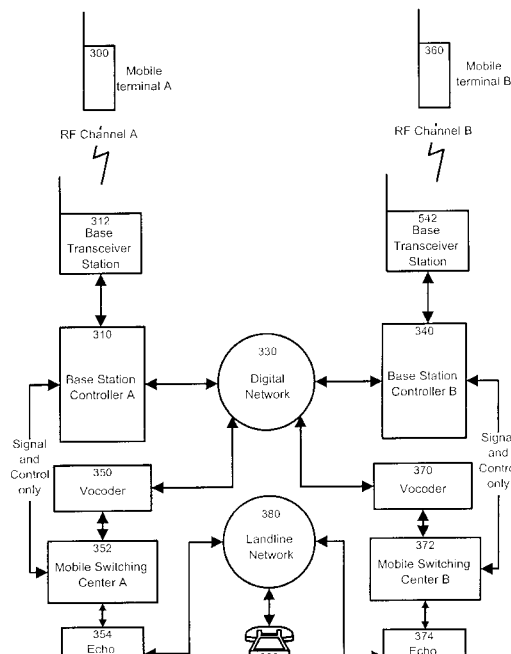 300
Mobile
terminal A
360
Mobile
terminal B
RF Channel A
RF Channel B
312
Base
Transceiver
Station
542
Base
Transceiver
Station
310
Base Station
Controller A
330
Digital
Network
340
Base Station
Controller B
Signal
and
Control
only
Signal
and
Control
only
350
Vocoder
370
Vocoder
380
Landline
Network
352
Mobile Switching
Center A
372
Mobile Switching
Center B
354
Echo
374
Echo